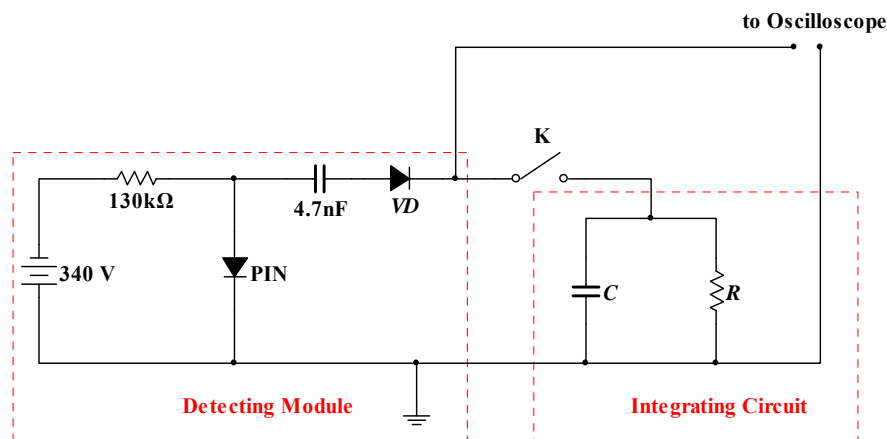 to Oscilloscope
K
130kΩ
4.7nF
VD
340 V
PIN
C
R
Detecting Module
Integrating Circuit